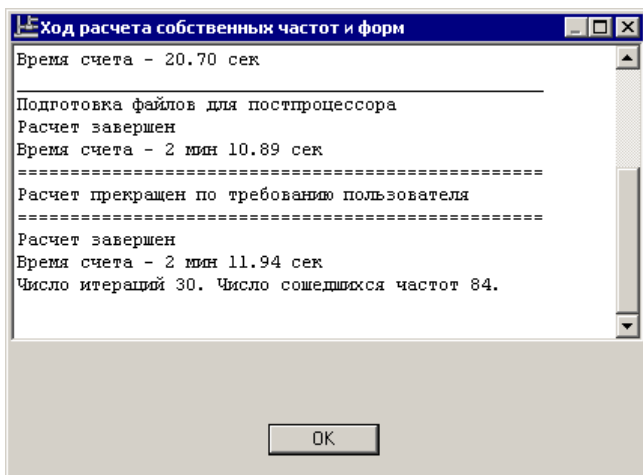 Ход расчета собственных частот и форм
Время счета - 20.70 сек
Подготовка файлов для постпроцессора
Расчет завершен
Время счета - 2 мин 10.89 сек
==================================================
Расчет прекращен по требованию пользователя
==================================================
Расчет завершен
Время счета - 2 мин 11.94 сек
Число итераций 30. Число сошедшихся частот 84.
OK